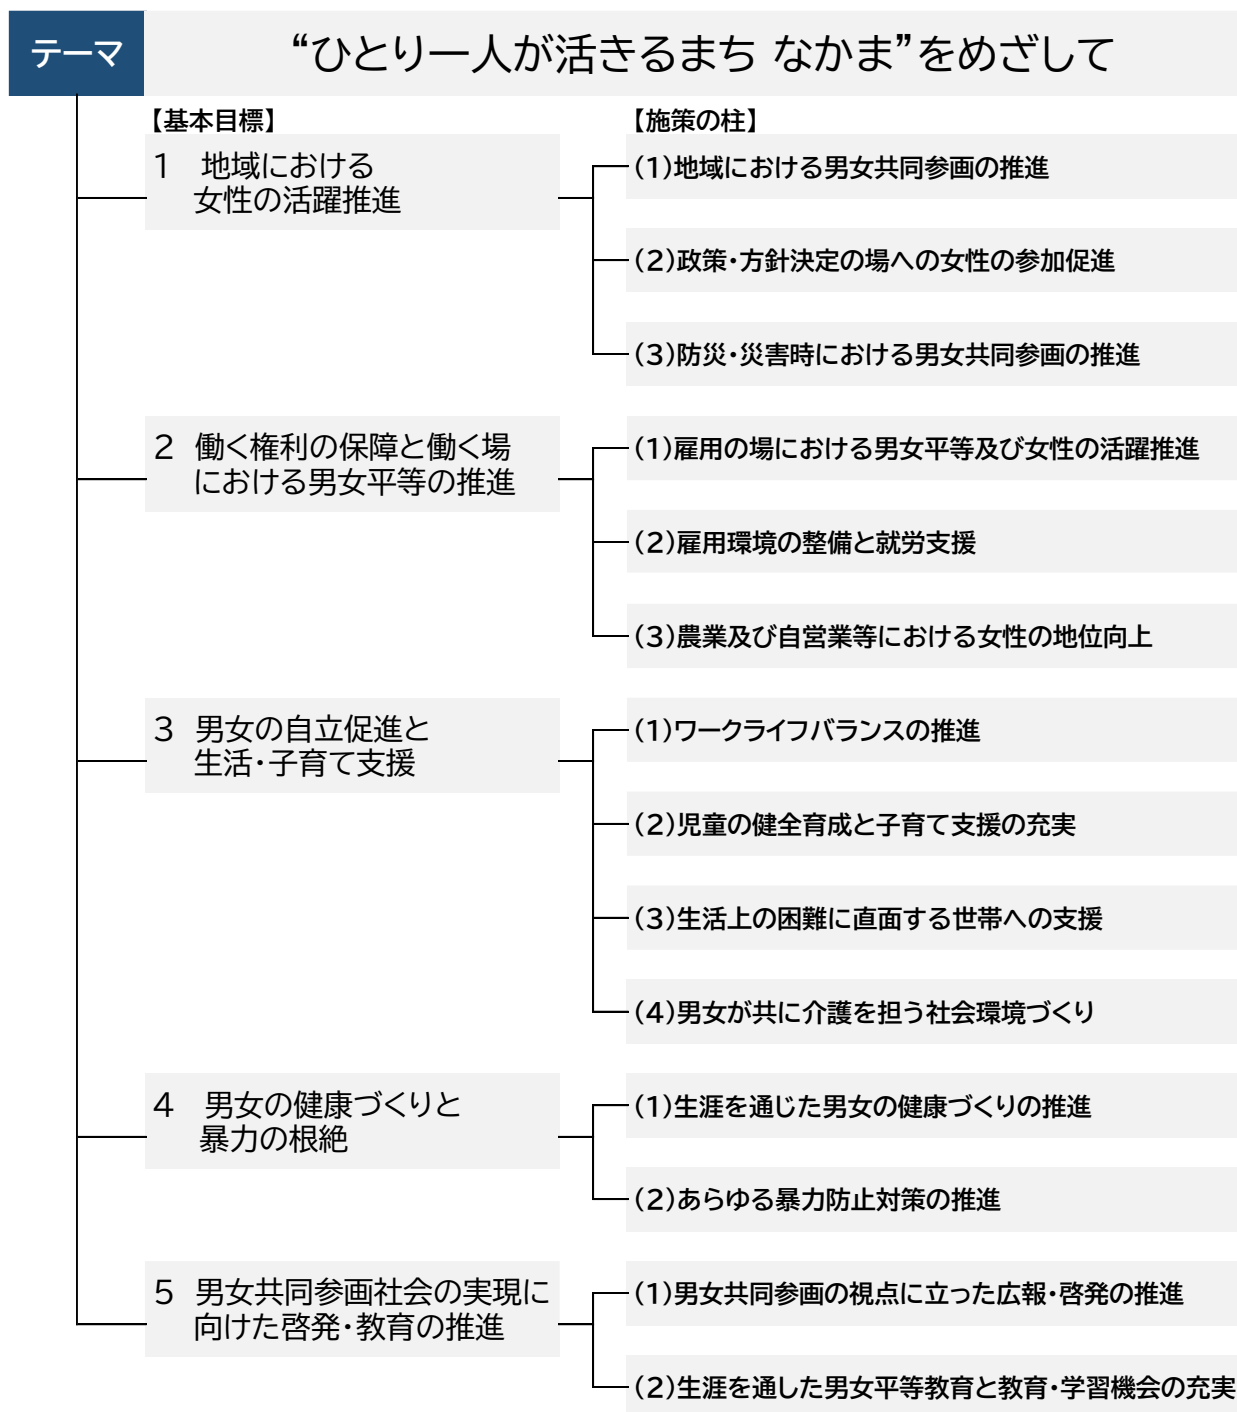 テーマ
“ひとり一人が活きるまち なかま”をめざして
【基本目標】
【施策の柱】
1 地域における
女性の活躍推進
(1)地域における男女共同参画の推進
(2)政策・方針決定の場への女性の参加促進
(3)防災・災害時における男女共同参画の推進
2 働く権利の保障と働く場
における男女平等の推進
(1)雇用の場における男女平等及び女性の活躍推進
(2)雇用環境の整備と就労支援
(3)農業及び自営業等における女性の地位向上
3 男女の自立促進と
生活・子育て支援
(1)ワークライフバランスの推進
(2)児童の健全育成と子育て支援の充実
(3)生活上の困難に直面する世帯への支援
(4)男女が共に介護を担う社会環境づくり
4 男女の健康づくりと
暴力の根絶
(1)生涯を通じた男女の健康づくりの推進
(2)あらゆる暴力防止対策の推進
5 男女共同参画社会の実現に
向けた啓発・教育の推進
(1)男女共同参画の視点に立った広報・啓発の推進
(2)生涯を通した男女平等教育と教育・学習機会の充実